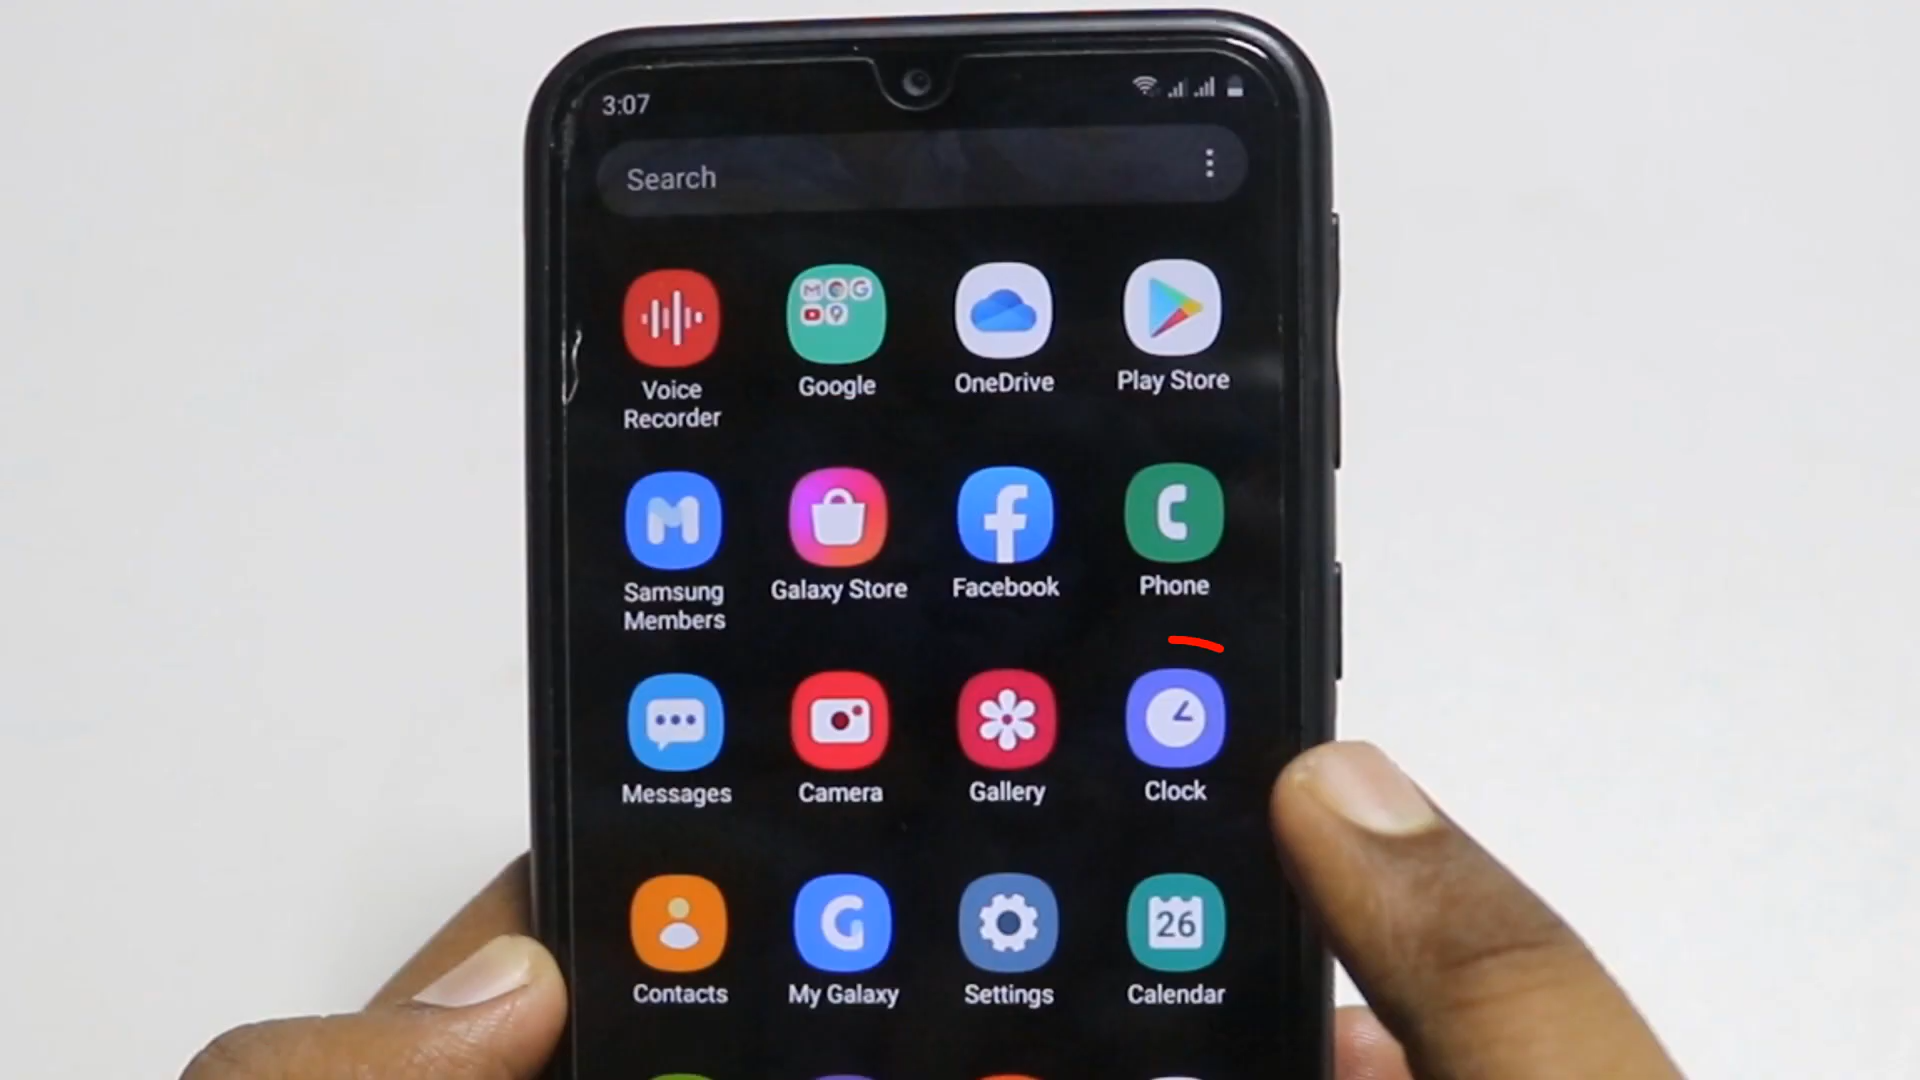 3:07
Search
Voice
Recorder
Google
OneDrive
Play Store
Samsung
Members
Galaxy Store
Facebook
Phone
Messages
Camera
Gallery
Clock
26
Contacts
My Galaxy
Settings
Calendar